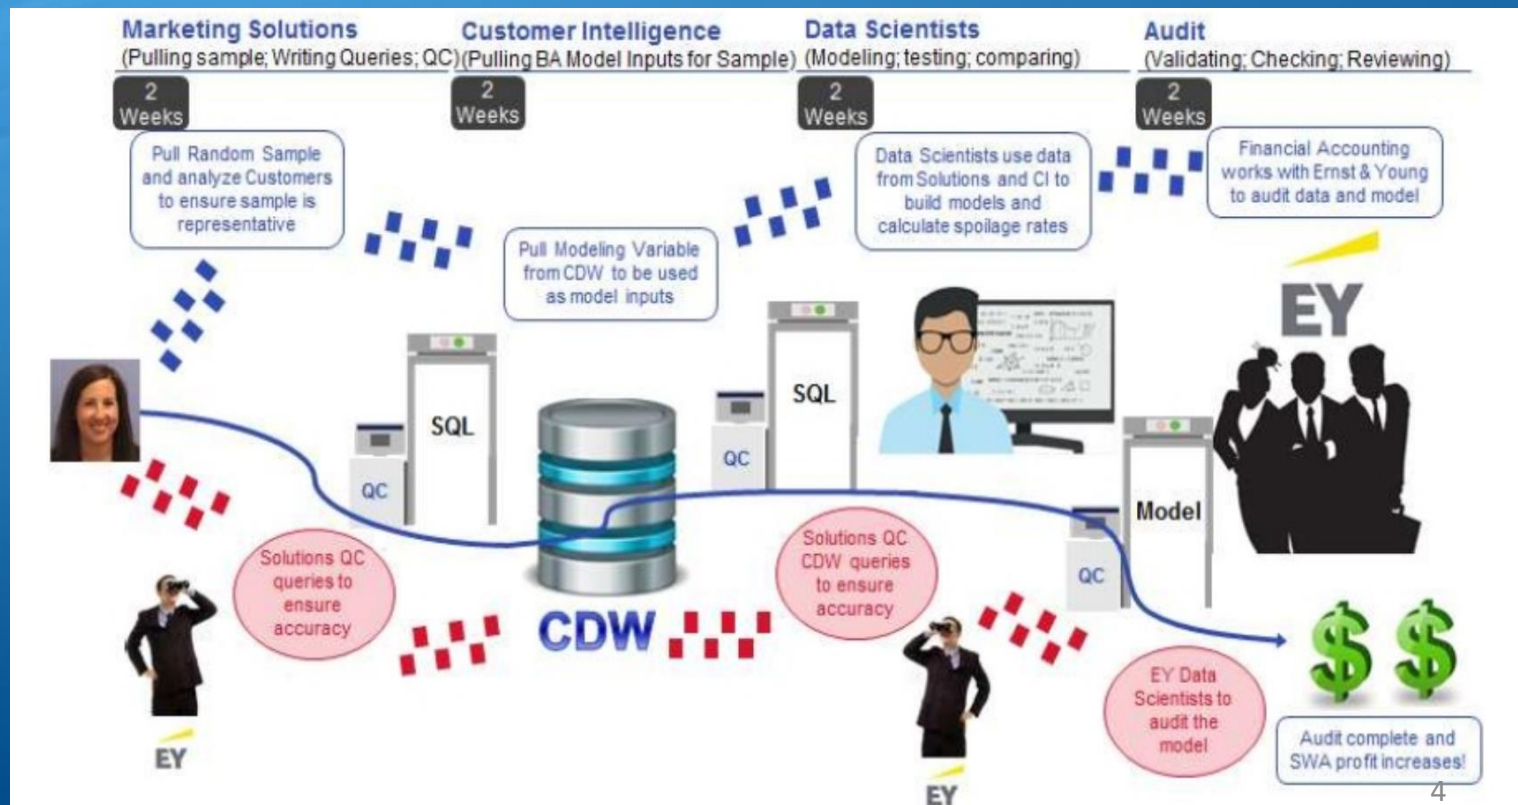 Marketing Solutions
(Pulling sample; Writing Queries; QC)
2
Weeks
Pull Random Sample
and analyze Customers
to ensure sample is
representative
Customer Intelligence
(Pulling BA Model Inputs for Sample)
2
Weeks
Pull Modeling Variable
from CDW to be used
as model inputs
Data Scientists
(Modeling; testing; comparing)
2
Weeks
Data Scientists use data
from Solutions and CI to
build models and
calculate spoilage rates
Audit
(Validating; Checking; Reviewing)
2
Weeks
Financial Accounting
works with Ernst & Young
to audit data and model
EY
SQL
QC
SQL
QC
Model
QC
Solutions QC
queries to
ensure
accuracy
CDW
Solutions QC
CDW queries
to ensure
accuracy
EY Data
Scientists to
audit the
model
$ $
Audit complete and
SWA profit increases!
EY
EY
4